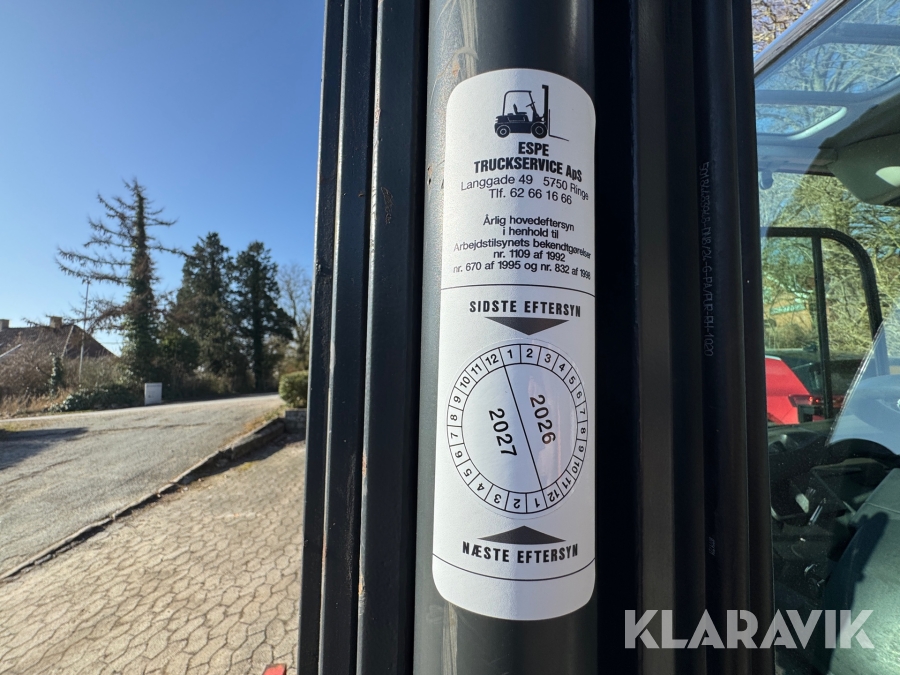 ESPE
TRUCKSERVICE ApS
Langgade 49 5750 Ringe
Tlf. 62 66 16 66
Årlig hovedeftersyn
i henhold til
Arbejdstilsynets bekendtgørelser
nr. 1109 af 1992
nr. 670 af 1995 og nr. 832 af 1998
SIDSTE EFTERSYN
1 2 3 4 5 6 7 8 9 10 11 12
2026
2027
1 2 3 4 5 6 7 8 9 10 11 12
NÆSTE EFTERSYN
KLARAVIK